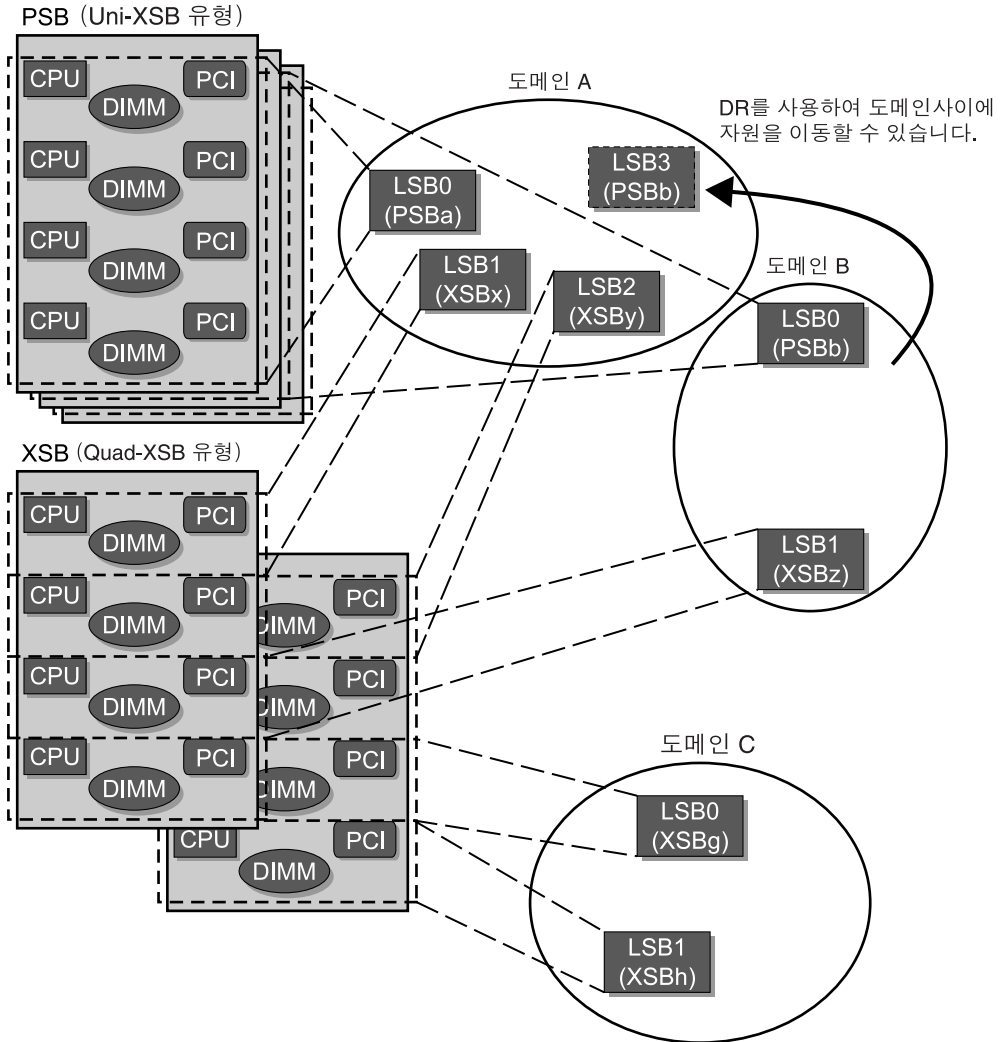 PSB (Uni-XSB 유형)
CPU
PCI
DIMM
CPU
PCI
DIMM
CPU
PCI
DIMM
CPU
PCI
DIMM
도메인 A
LSB0
(PSBa)
LSB1
(XSBx)
LSB2
(XSBy)
LSB3
(PSBb)
DR를 사용하여 도메인사이에
자원을 이동할 수 있습니다.
도메인 B
LSB0
(PSBb)
LSB1
(XSBz)
XSB (Quad-XSB 유형)
CPU
PCI
DIMM
CPU
PCI
DIMM
CPU
PCI
DIMM
CPU
PCI
DIMM
PCI
DIMM
PCI
DIMM
PCI
DIMM
CPU
PCI
DIMM
도메인 C
LSB0
(XSBg)
LSB1
(XSBh)